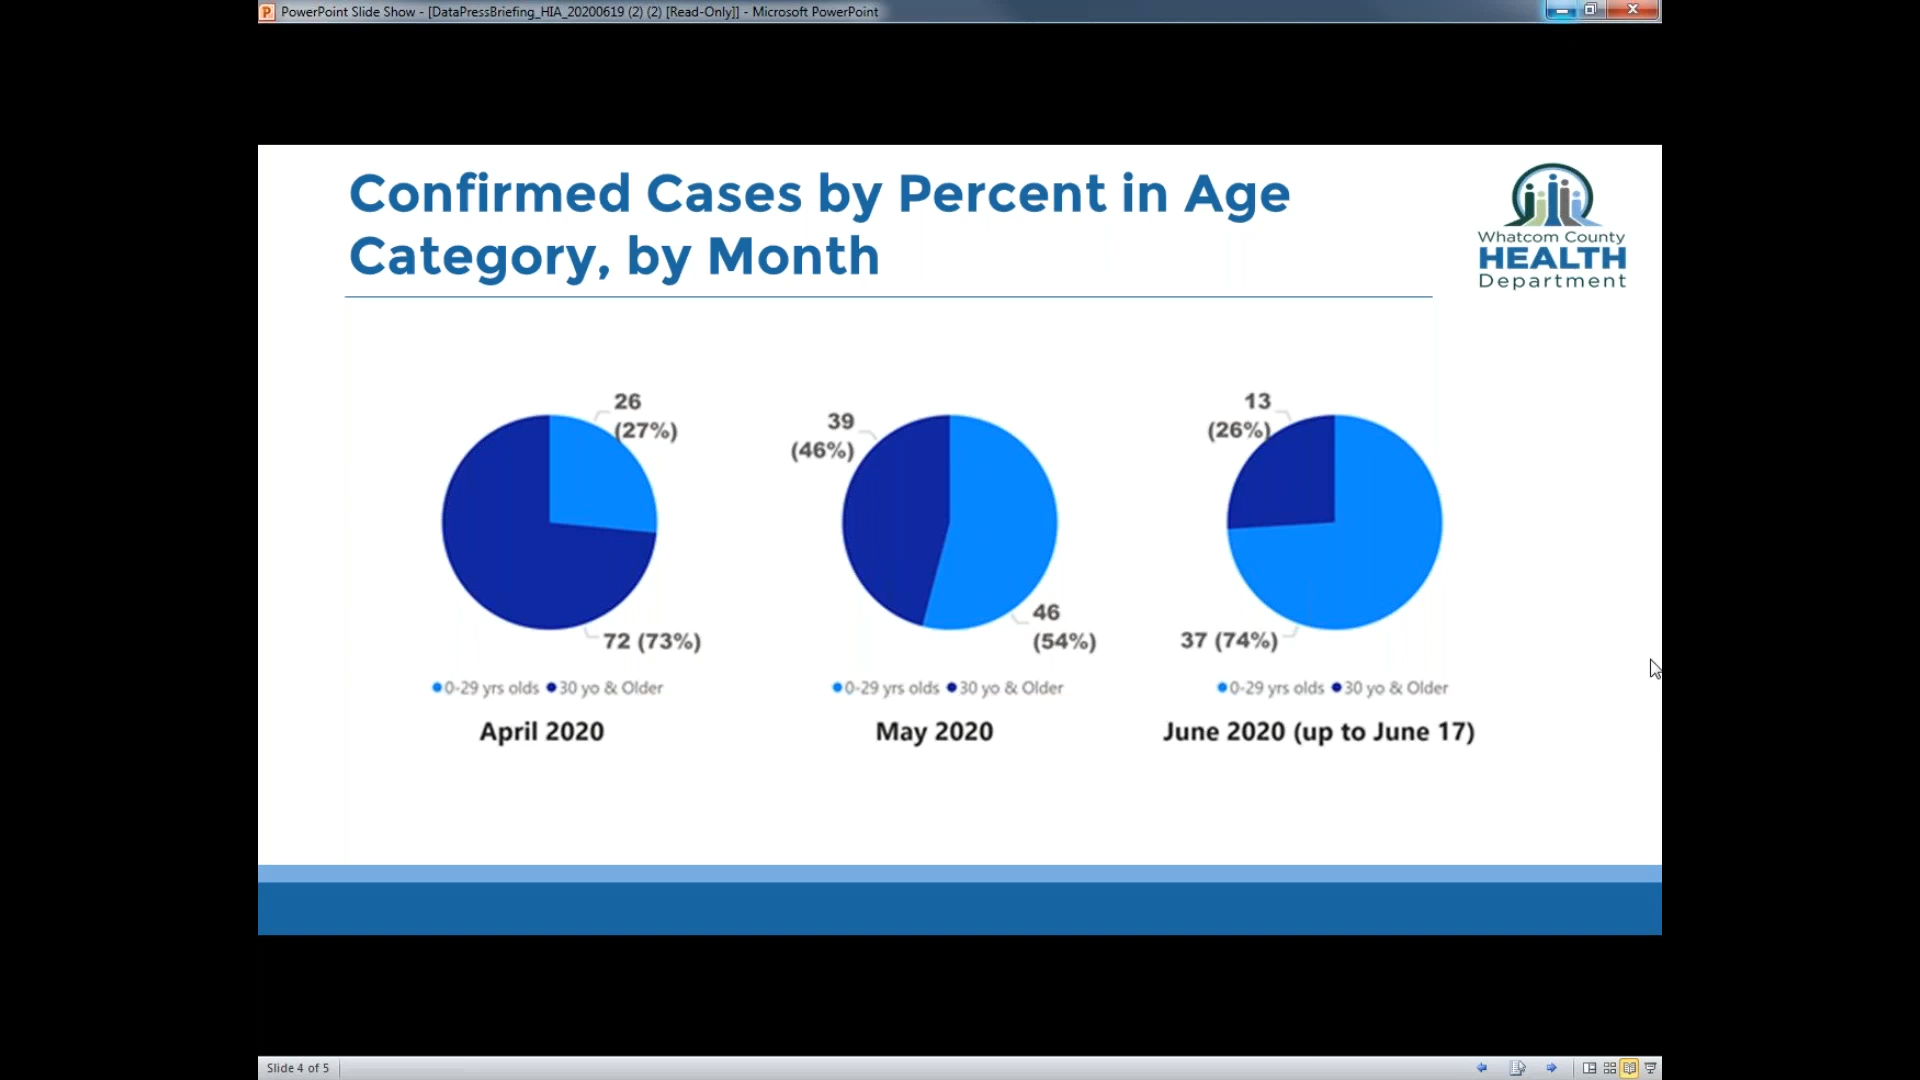 PowerPoint Slide Show - [DataPressBriefing_HIA_20200619 (2) (2) [Read-Only]] - Microsoft PowerPoint
Confirmed Cases by Percent in Age
Category, by Month
Whatcom County
HEALTH
Department
26
(27%)
72 (73%)
0-29 yrs olds 30 yo & Older
April 2020
39
(46%)
46
(54%)
0-29 yrs olds 30 yo & Older
May 2020
13
(26%)
37 (74%)
0-29 yrs olds 30 yo & Older
June 2020 (up to June 17)
Slide 4 of 5